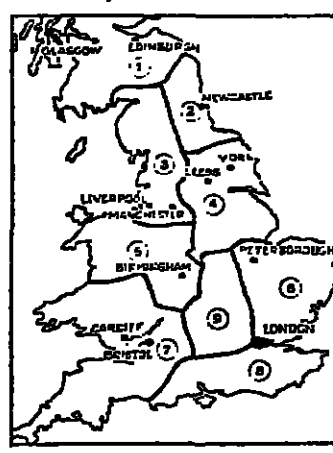 GLASGOW
EDINBURGH
1
NEWCASTLE
2
3
YORK
LEEDS
4
LIVERPOOL
MANCHESTER
5
BIRMINGHAM
PETERBOROUGH
6
9
CARDIFF
BRISTOL
7
LONDON
8